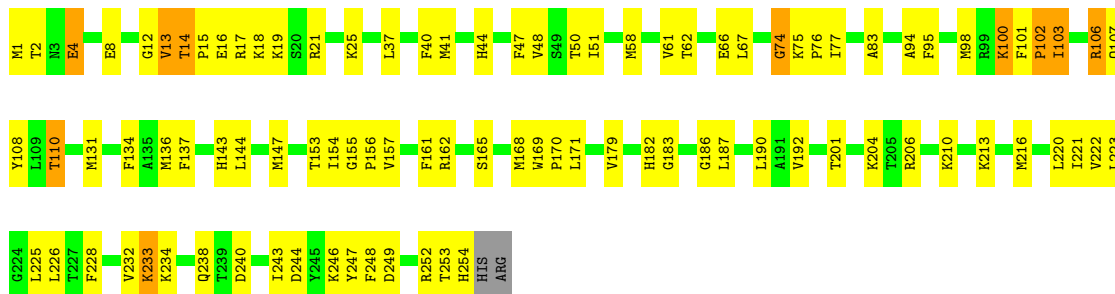 M1 T2 N3 E4 E8 G12 V13 T14 P15 E16 R17 K18 K19 S20 R21 K25 L37 F40 M41 H44 F47 V48 S49 T50 I51 M58 V61 T62 E66 L67 G74 K75 P76 I77 A83 A94 F95 M98 R99 K100 F101 P102 I103 R106
Y108 L109 T110 M131 F134 A135 M136 F137 H143 L144 M147 T153 I154 G155 P156 V157 F161 R162 S165 M168 W169 P170 L171 V179 H182 G183 G186 L187 L190 A191 V192 T201 K204 T205 R206 K210 K213 M216 L220 I221 V222
G224 L225 L226 T227 F228 V232 K233 K234 Q238 T239 D240 I243 D244 Y245 K246 Y247 F248 D249 R252 T253 H254 HIS ARG